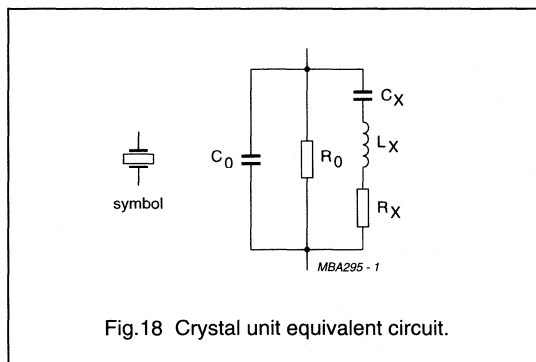 C0
R0
CX
LX
RX
symbol
MBA295 - 1
Fig.18 Crystal unit equivalent circuit.